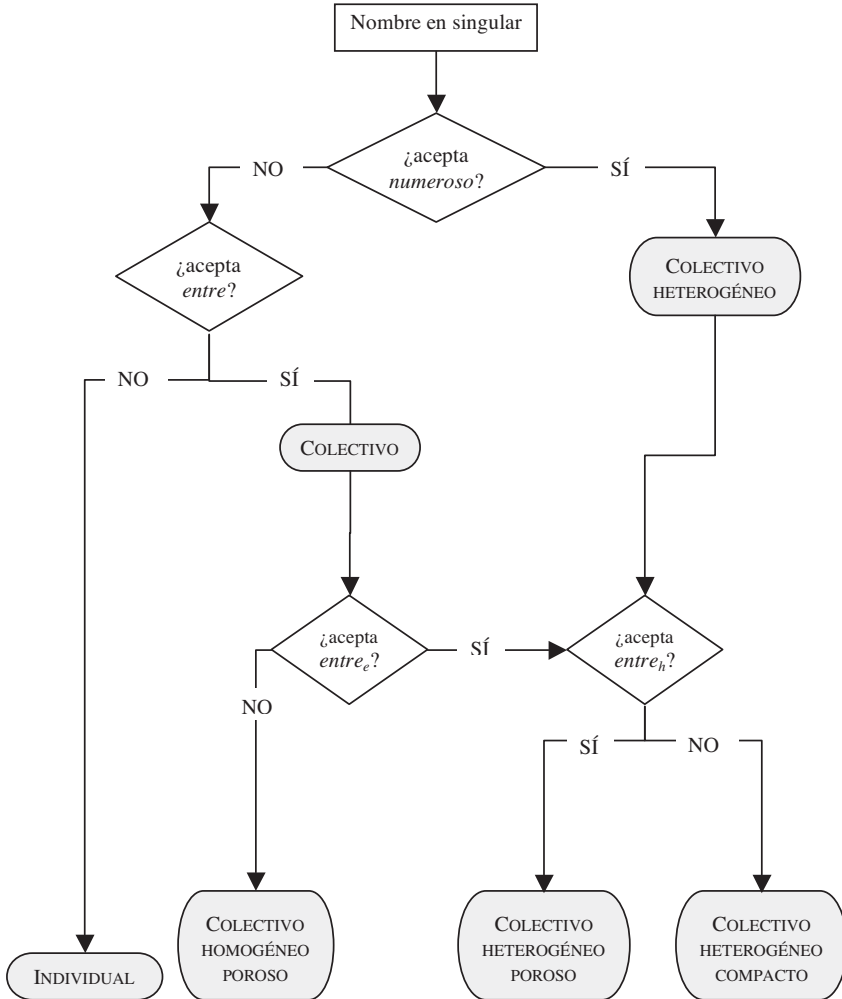 Nombre en singular
¿acepta
numeroso?
NO
SÍ
¿acepta
entre?
COLECTIVO
HETEROGÉNEO
NO
SÍ
COLECTIVO
¿acepta
entreₑ?
SÍ
¿acepta
entreₕ?
NO
SÍ
NO
COLECTIVO
HOMOGÉNEO
POROSO
COLECTIVO
HETEROGÉNEO
POROSO
COLECTIVO
HETEROGÉNEO
COMPACTO
INDIVIDUAL